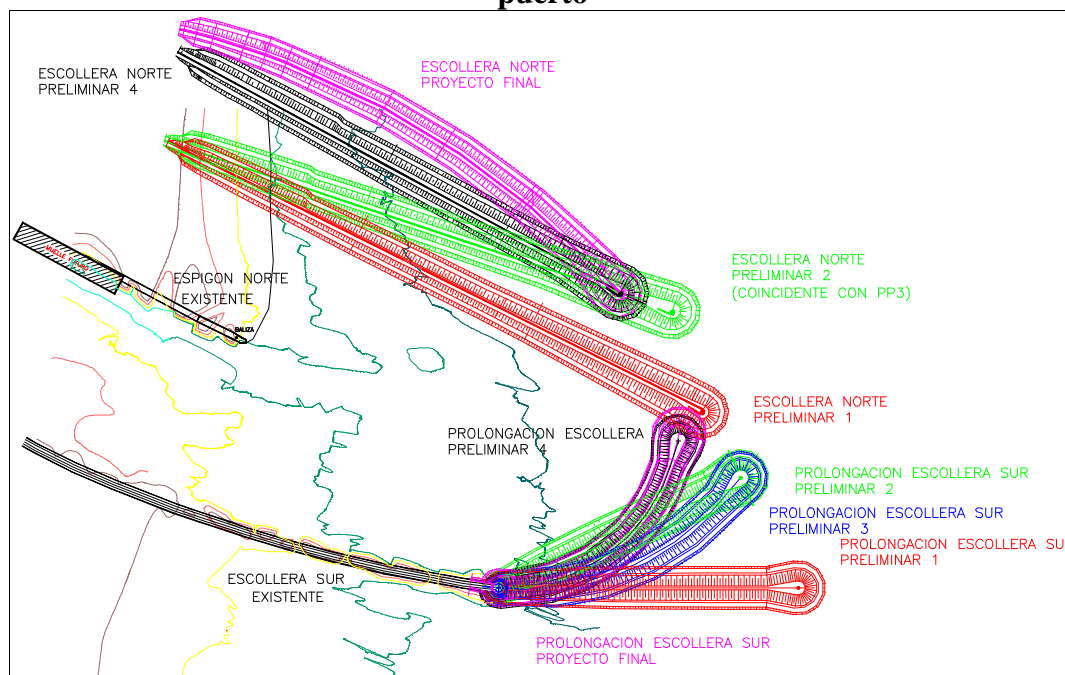 puerto
ESCOLLERA NORTE
PROYECTO FINAL
ESCOLLERA NORTE
PRELIMINAR 4
ESCOLLERA NORTE
PRELIMINAR 2
(COINCIDENTE CON PP3)
ESPIGON NORTE
EXISTENTE
BALIZA
ESCOLLERA NORTE
PRELIMINAR 1
PROLONGACION ESCOLLERA
PRELIMINAR 4
PROLONGACION ESCOLLERA SUR
PRELIMINAR 2
PROLONGACION ESCOLLERA SUR
PRELIMINAR 3
PROLONGACION ESCOLLERA SU
PRELIMINAR 1
ESCOLLERA SUR
EXISTENTE
PROLONGACION ESCOLLERA SUR
PROYECTO FINAL